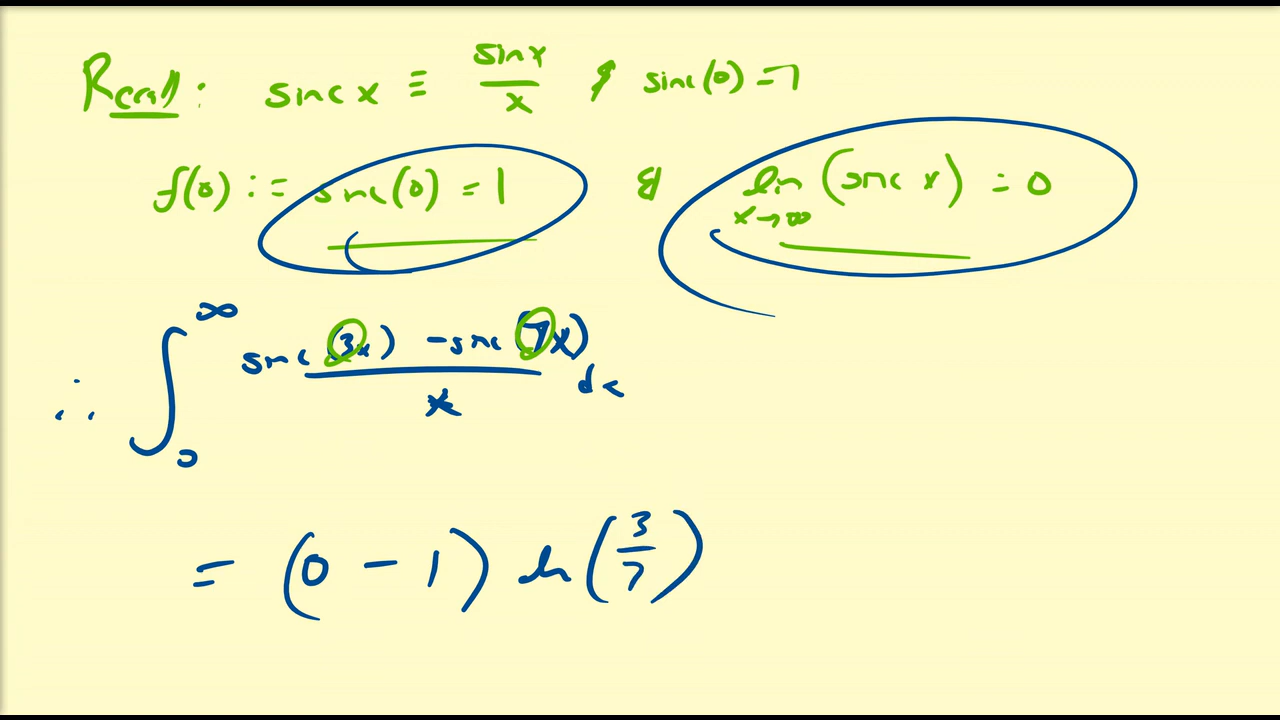 Recall: sinc x ≡ sin x / x & sinc(0) = 1
f(0) := sinc(0) = 1 & lim x→∞ (sinc x) = 0
∴ ∫₀^∞ (sinc(3x) - sinc(7x)) / x dx
= (0 - 1) ln(3/7)